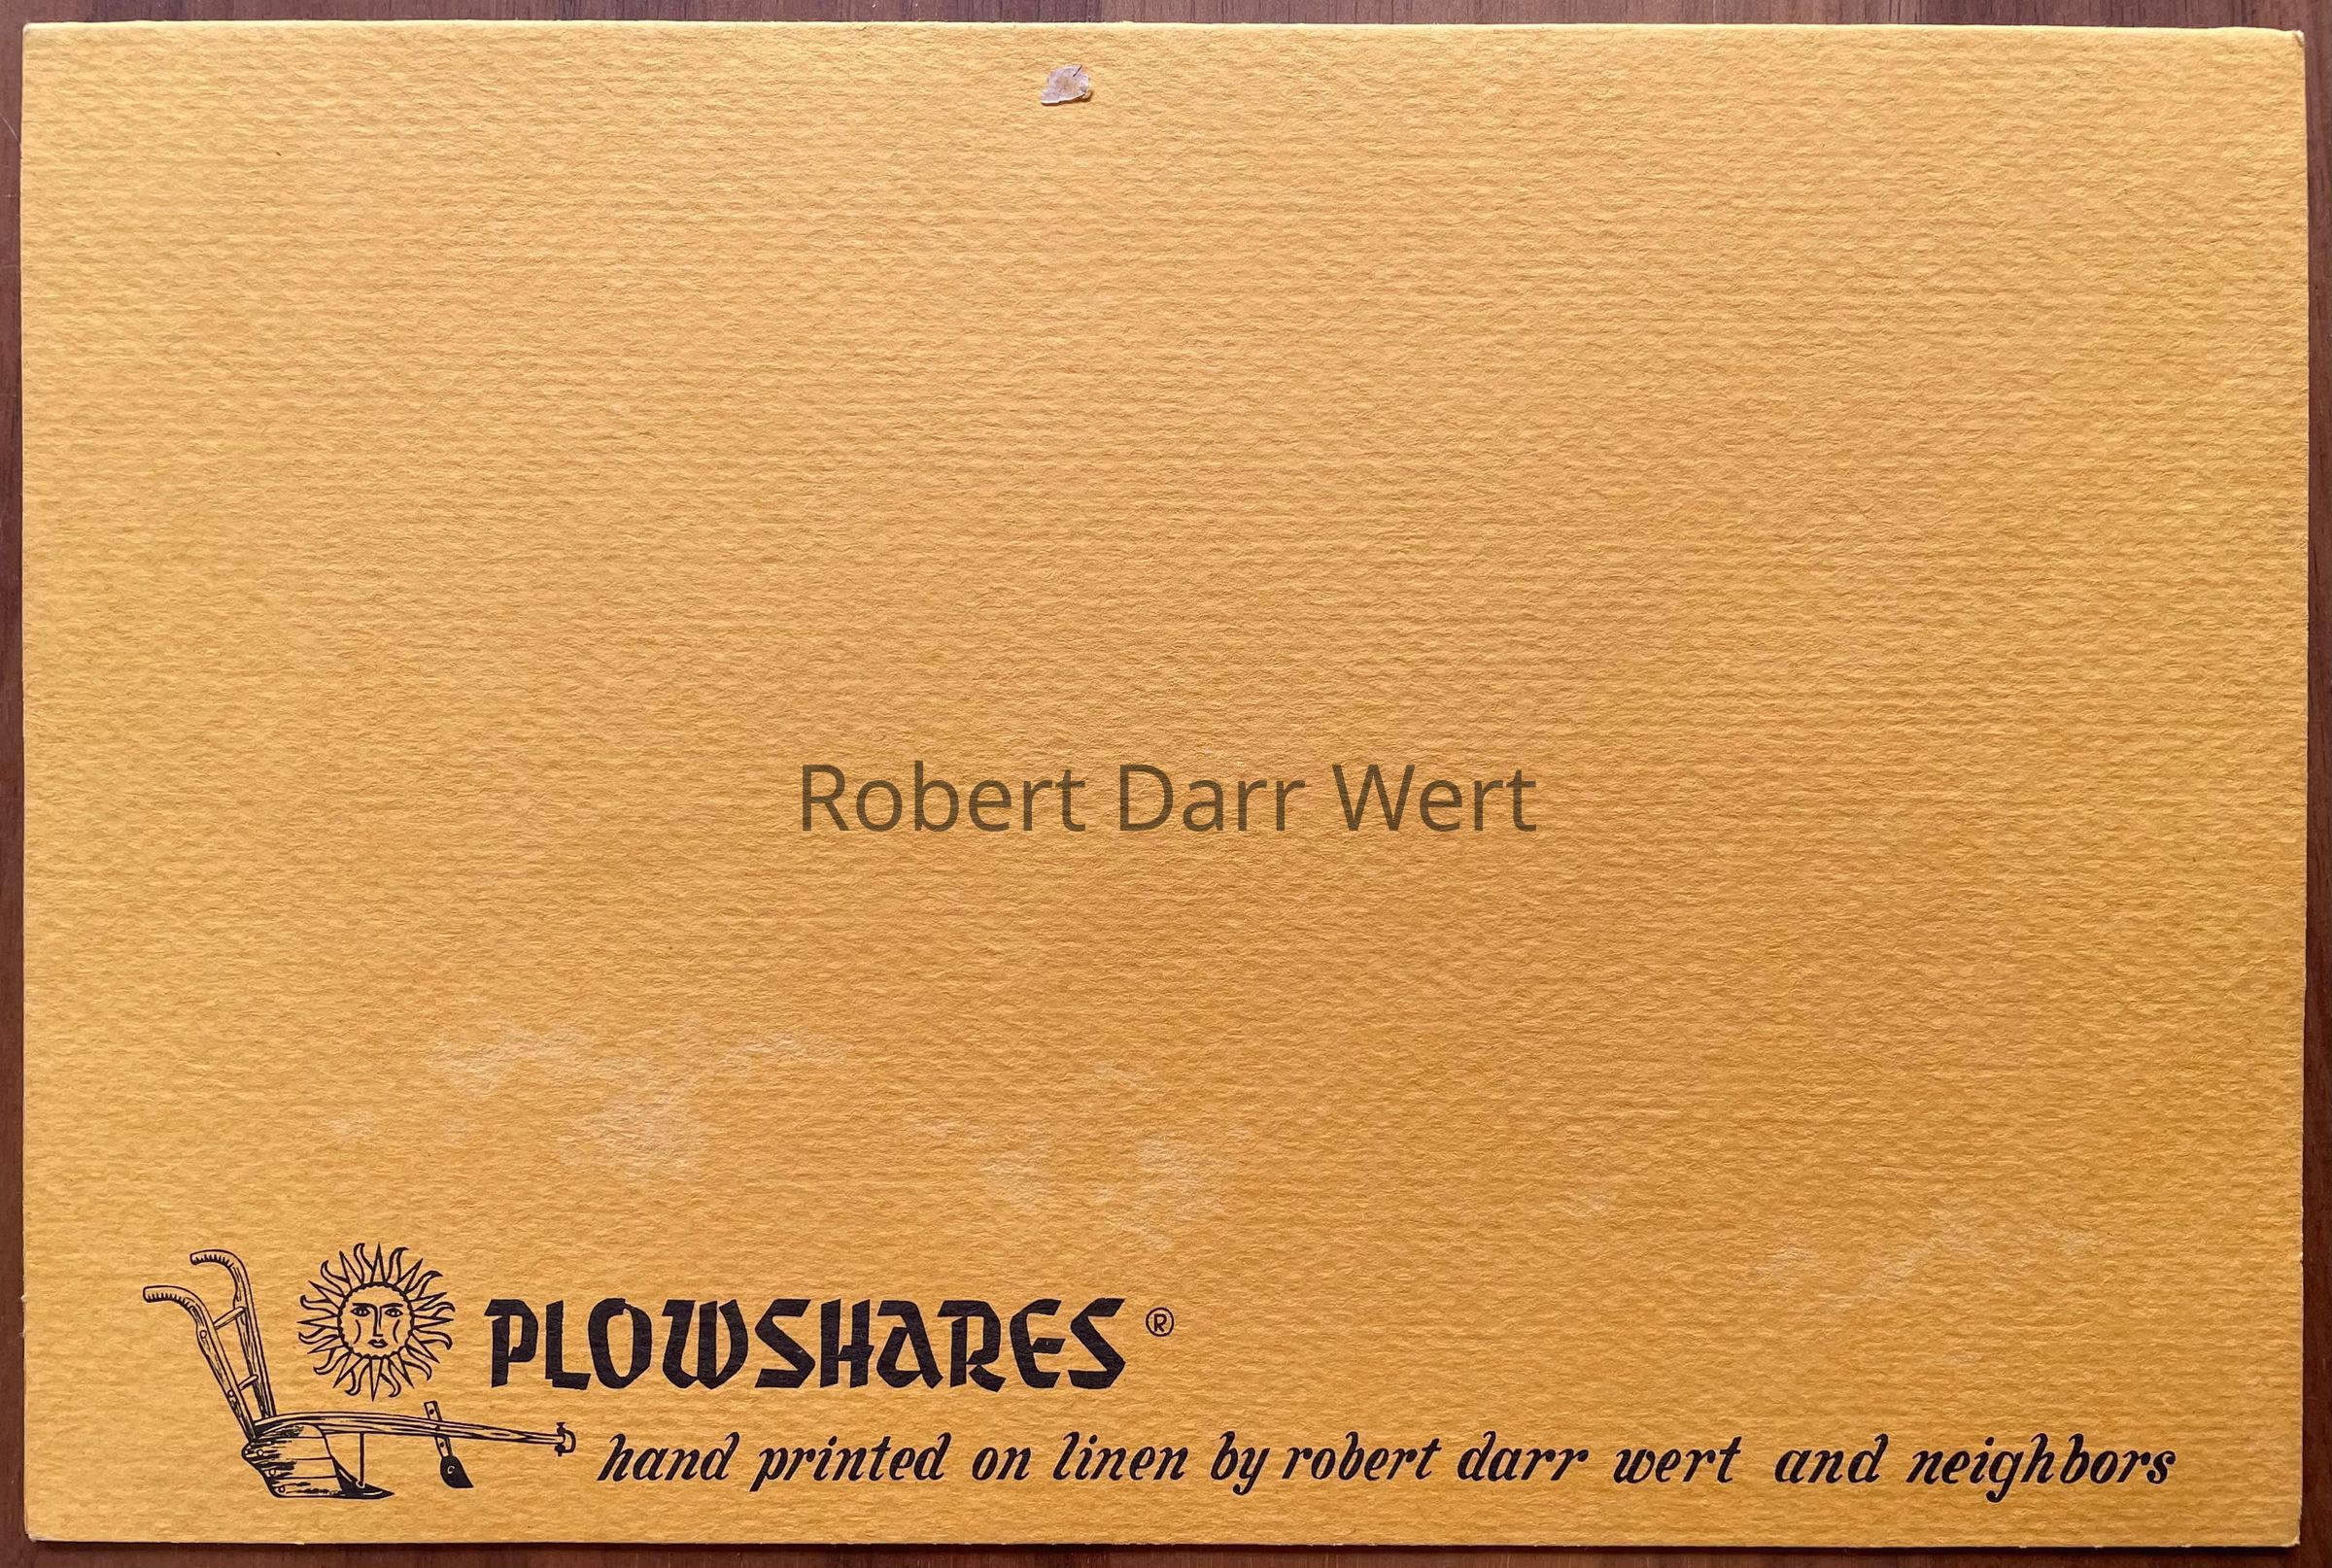 Robert Darr Wert
PLOWSHARES ®
hand printed on linen by robert darr wert and neighbors